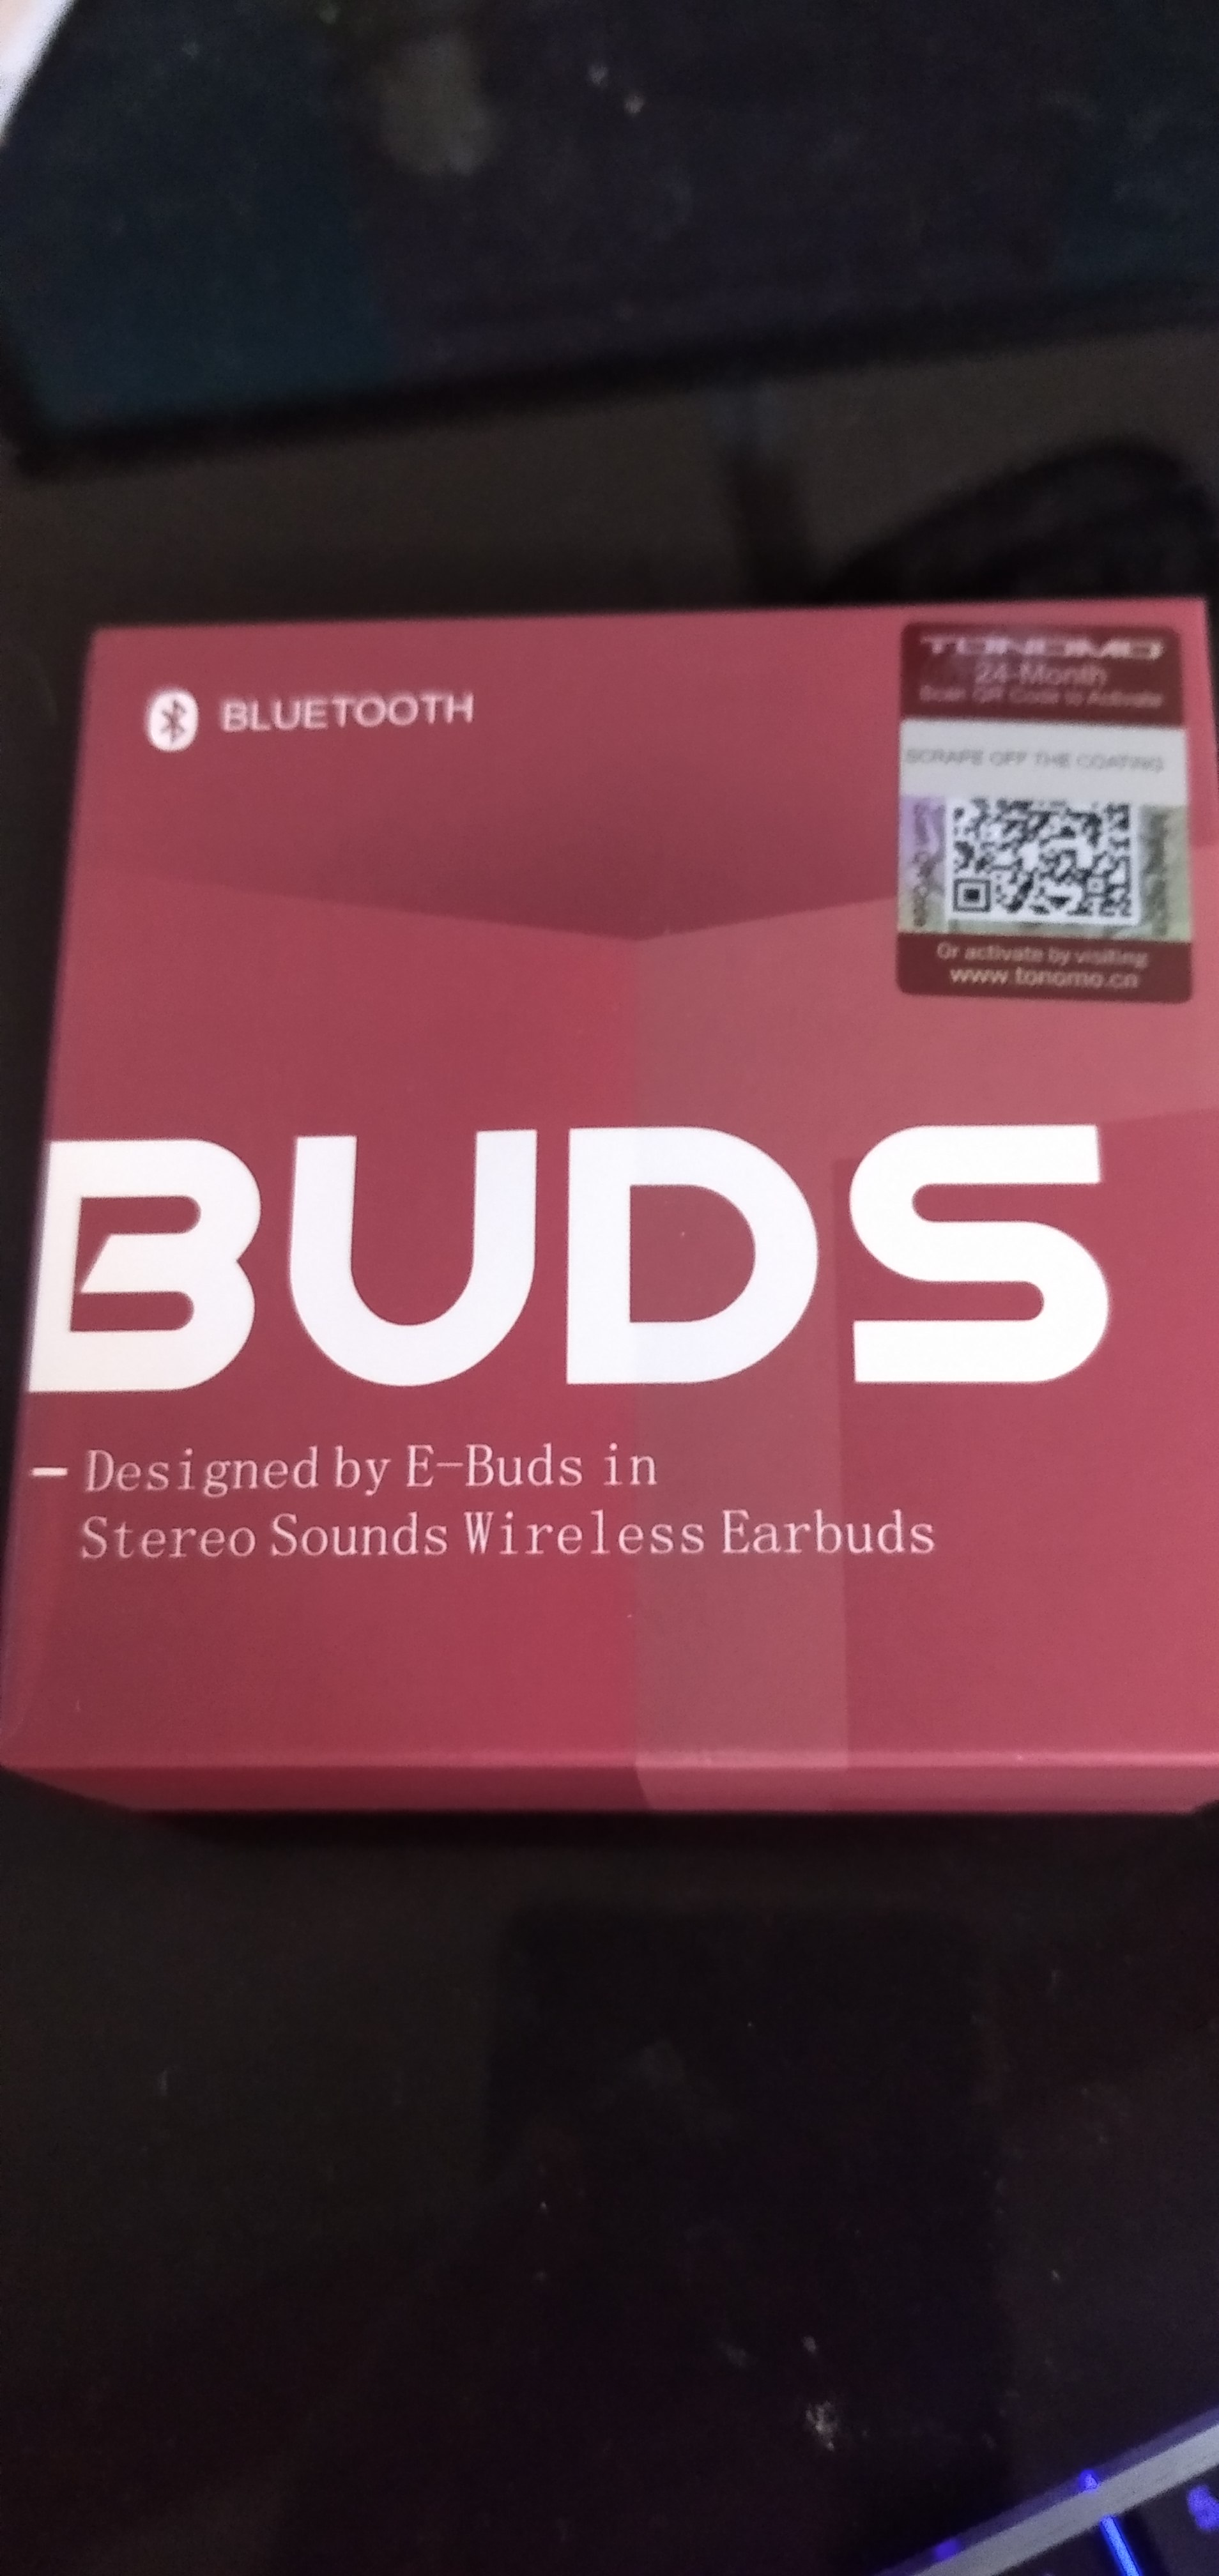 BLUETOOTH
TONOMO
24-Month
Scan QR Code to Activate
SCRAPE OFF THE COATING
Or activate by visiting
www.tonomo.cn
BUDS
- Designed by E-Buds in
Stereo Sounds Wireless Earbuds